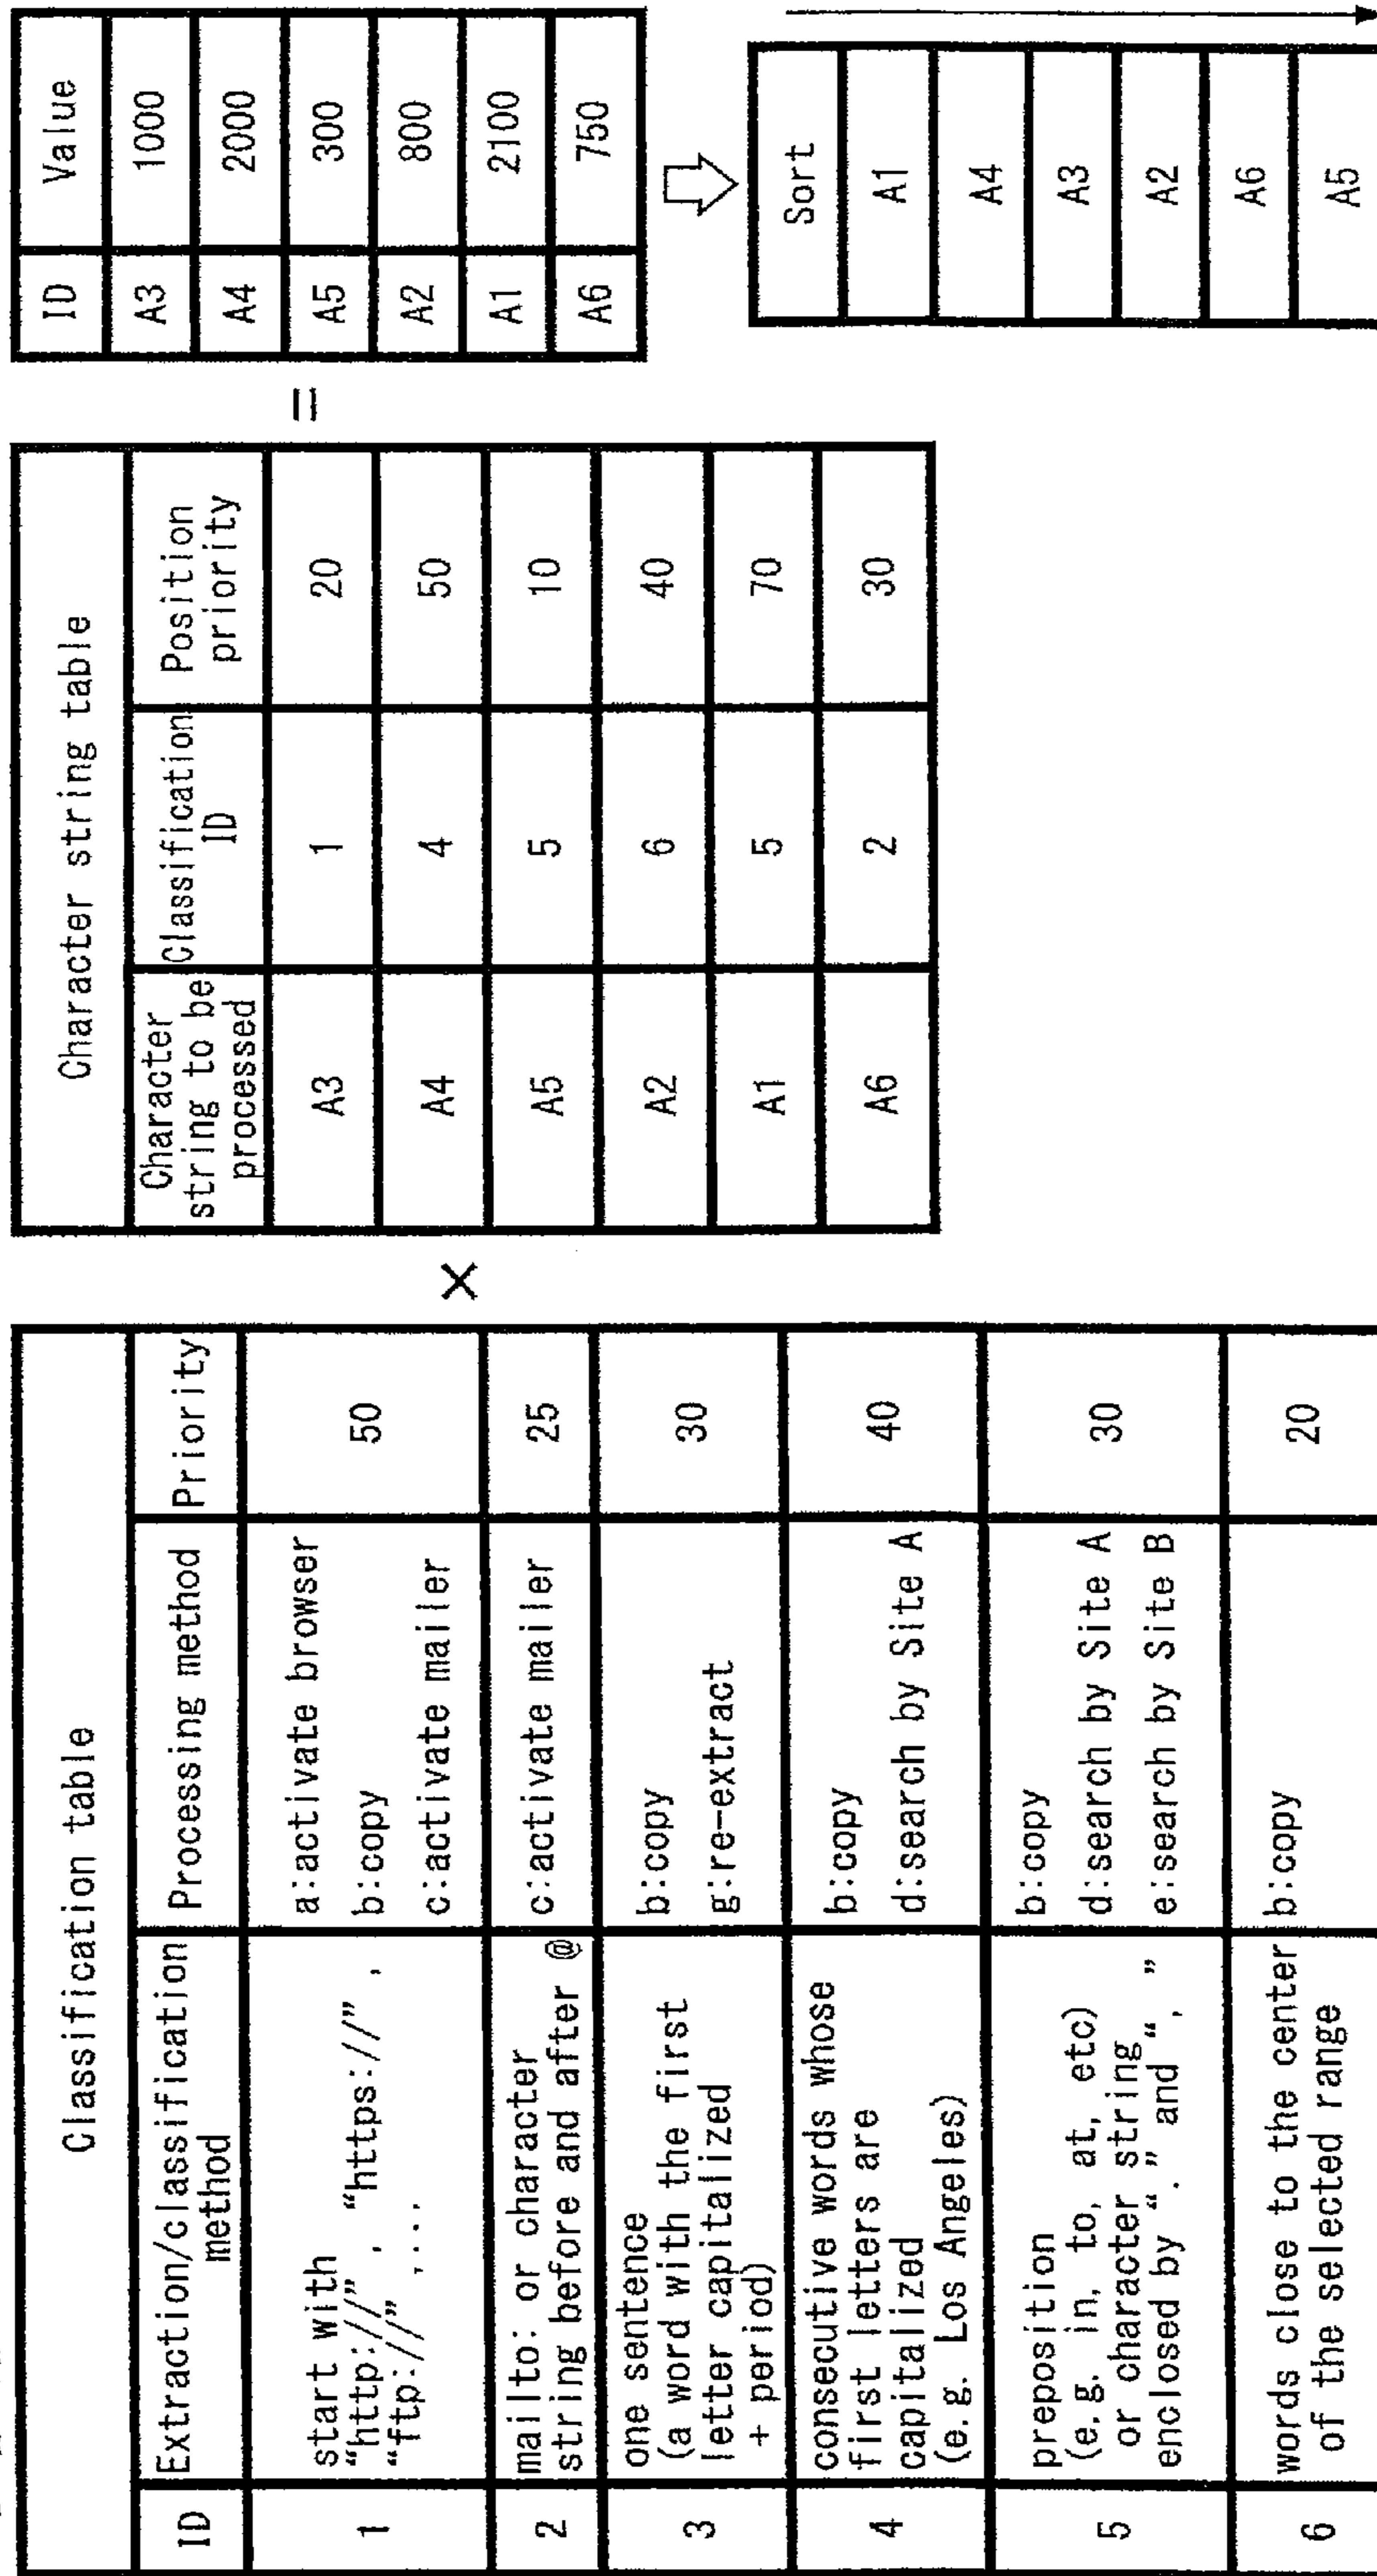 Classification table
ID Extraction/classification method Processing method Priority
1 start with
"http://", "https://",
"ftp://",...
a:activate browser
b:copy
c:activate mailer
50
2 mailto: or character
string before and after @
c:activate mailer
25
3 one sentence
(a word with the first
letter capitalized
+ period)
b:copy
g:re-extract
30
4 consecutive words whose
first letters are
capitalized
(e.g. Los Angeles)
b:copy
d:search by Site A
40
5 preposition
(e.g. in, to, at, etc)
or character string
enclosed by "." and ","
b:copy
d:search by Site A
e:search by Site B
30
6 words close to the center
of the selected range
b:copy
20
×
Character string table
Character
string to be
processed
Classification
ID
Position
priority
A3 1 20
A4 4 50
A5 5 10
A2 6 40
A1 5 70
A6 2 30
=
ID Value
A3 1000
A4 2000
A5 300
A2 800
A1 2100
A6 750
Sort
A1
A4
A3
A2
A6
A5